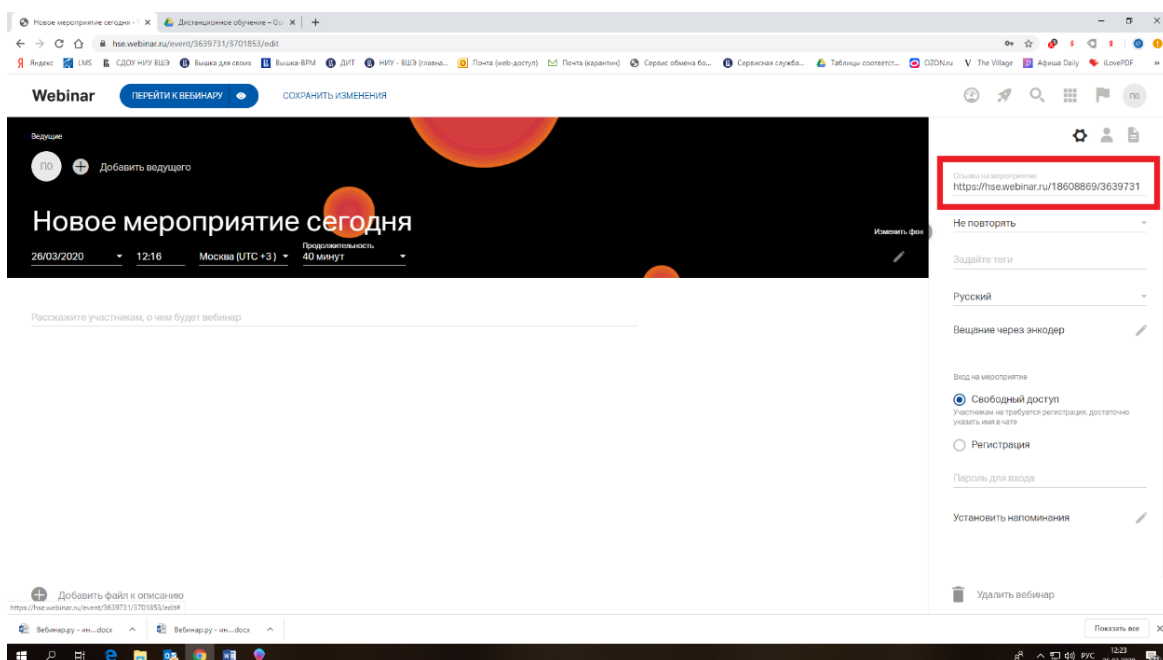 Новое мероприятие сегодня - X
Дистанционное обучение – Go X
hse.webinar.ru/event/3639731/3701853/edit
Яндекс LMS СДОУ НИУ ВШЭ Вышка для своих Вышка-BPM ДИТ НИУ - ВШЭ (главна... Почта (web-доступ) Почта (карантин) Сервис обмена бо... Сервисная служба... Таблицы соответст... OZON.ru The Village Афиша Daily iLovePDF »
Webinar ПЕРЕЙТИ К ВЕБИНАРУ СОХРАНИТЬ ИЗМЕНЕНИЯ ПО
Ведущие
ПО Добавить ведущего
Новое мероприятие сегодня
Изменить фон
Продолжительность
26/03/2020 12:16 Москва (UTC +3) 40 минут
Расскажите участникам, о чем будет вебинар
Ссылка на мероприятие
https://hse.webinar.ru/18608869/3639731
Не повторять
Задайте теги
Русский
Вещание через энкодер
Вход на мероприятие
Свободный доступ
Участникам не требуется регистрация, достаточно
указать имя в чате
Регистрация
Пароль для входа
Установить напоминания
Добавить файл к описанию
Удалить вебинар
https://hse.webinar.ru/event/3639731/3701853/edit#
Вебинар.ру - ин....docx Вебинар.ру - ин....docx Показать все
РУС 12:23